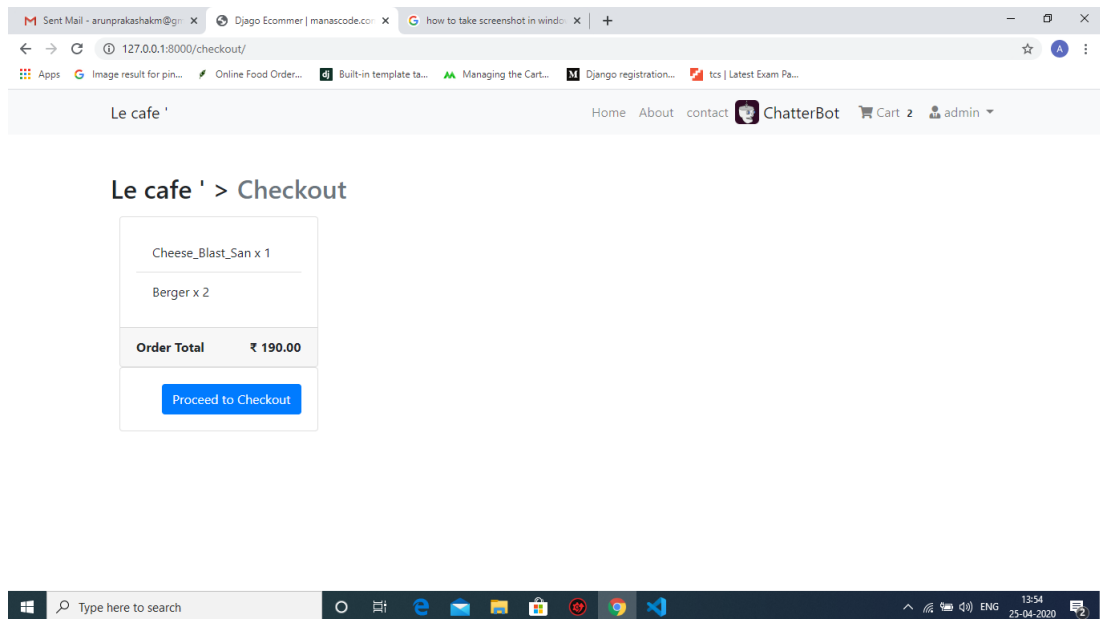 Sent Mail - arunprakashakm@gm
Djago Ecommer | manascode.cor
how to take screenshot in windo
127.0.0.1:8000/checkout/
A
Apps
Image result for pin...
Online Food Order...
dj
Built-in template ta...
Managing the Cart...
M
Django registration...
tcs | Latest Exam Pa...
Le cafe '
Home
About
contact
ChatterBot
Cart 2
admin
Le cafe ' > Checkout
Cheese_Blast_San x 1
Berger x 2
Order Total ₹ 190.00
Proceed to Checkout
Type here to search
ENG
13:54
25-04-2020
2